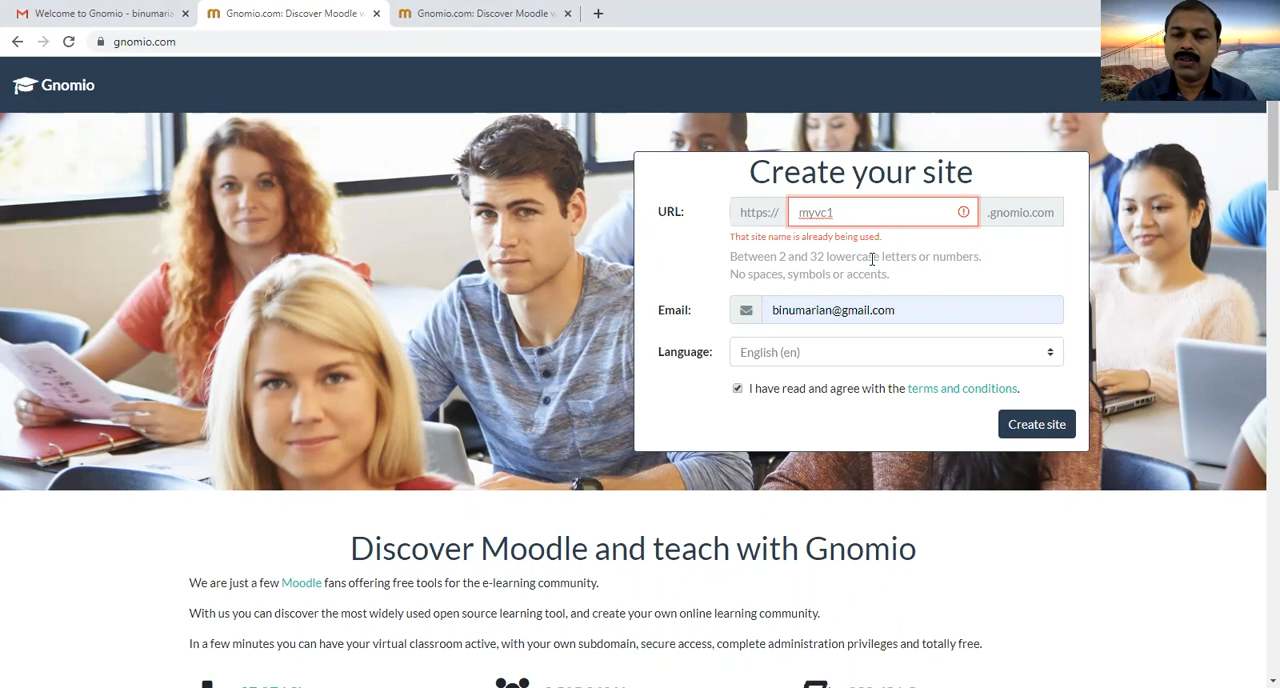 Welcome to Gnomio - binumaria
Gnomio.com: Discover Moodle w
Gnomio.com: Discover Moodle w
gnomio.com
Gnomio
Create your site
URL:
https://
myvc1
.gnomio.com
That site name is already being used.
Between 2 and 32 lowercase letters or numbers.
No spaces, symbols or accents.
Email:
binumarian@gmail.com
Language:
English (en)
I have read and agree with the terms and conditions.
Create site
Discover Moodle and teach with Gnomio
We are just a few Moodle fans offering free tools for the e-learning community.
With us you can discover the most widely used open source learning tool, and create your own online learning community.
In a few minutes you can have your virtual classroom active, with your own subdomain, secure access, complete administration privileges and totally free.